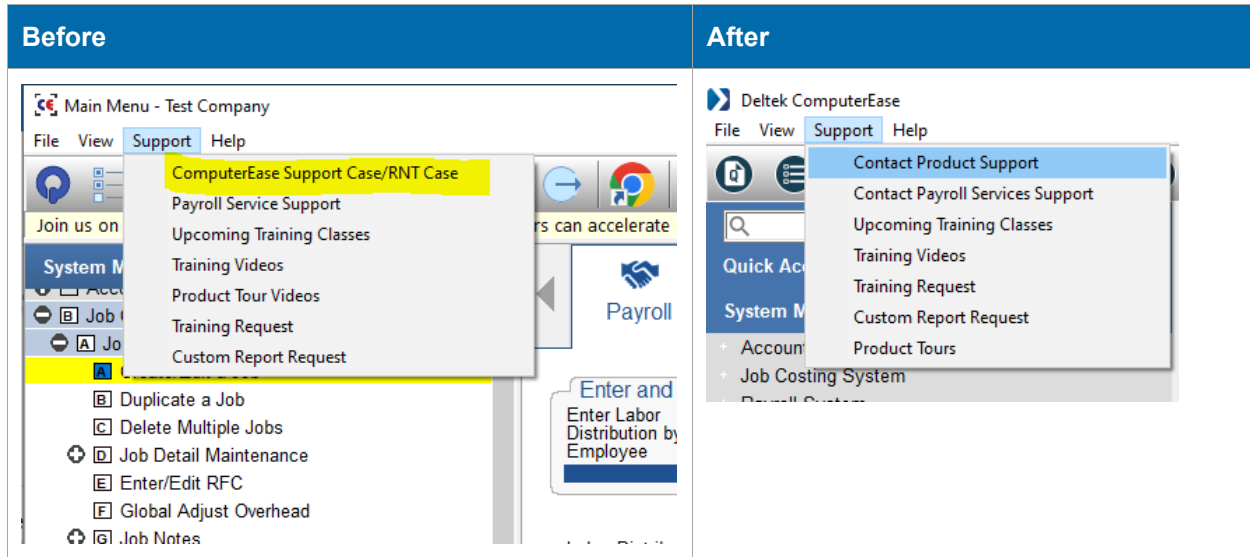 Before
Main Menu - Test Company
File View Support Help
ComputerEase Support Case/RNT Case
Payroll Service Support
Upcoming Training Classes
Training Videos
Product Tour Videos
Training Request
Custom Report Request
Join us on
rs can accelerate
System M
B Job
A Jo
A
B Duplicate a Job
C Delete Multiple Jobs
D Job Detail Maintenance
E Enter/Edit RFC
F Global Adjust Overhead
G Job Notes
Payroll
Enter and
Enter Labor
Distribution by
Employee
After
Deltek ComputerEase
File View Support Help
Contact Product Support
Contact Payroll Services Support
Upcoming Training Classes
Training Videos
Training Request
Custom Report Request
Product Tours
Quick Acc
System M
Account
Job Costing System